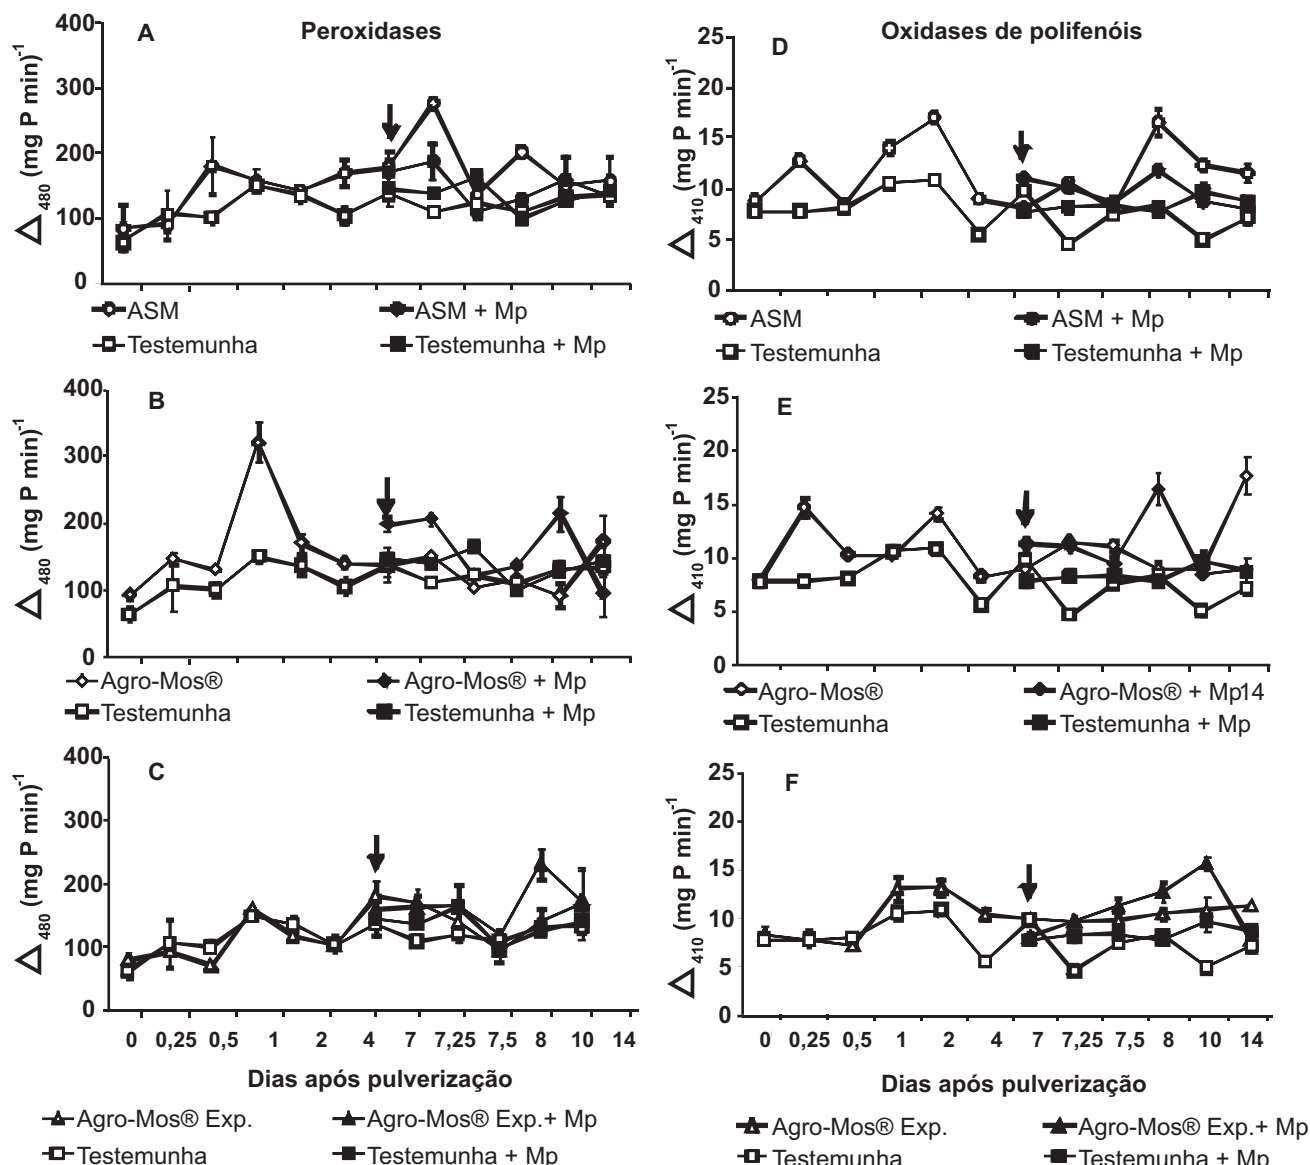 Peroxidases
A
400
300
200
100
0
△480 (mg P min)-1
ASM
ASM + Mp
Testemunha
Testemunha + Mp
Oxidases de polifenóis
D
25
20
15
10
5
0
△410 (mg P min)-1
ASM
ASM + Mp
Testemunha
Testemunha + Mp
B
400
300
200
100
0
△480 (mg P min)-1
Agro-Mos®
Agro-Mos® + Mp
Testemunha
Testemunha + Mp
E
25
20
15
10
5
0
△410 (mg P min)-1
Agro-Mos®
Agro-Mos® + Mp14
Testemunha
Testemunha + Mp
C
400
300
200
100
0
△480 (mg P min)-1
0 0,25 0,5 1 2 4 7 7,25 7,5 8 10 14
Dias após pulverização
Agro-Mos® Exp.
Agro-Mos® Exp.+ Mp
Testemunha
Testemunha + Mp
F
25
20
15
10
5
0
△410 (mg P min)-1
0 0,25 0,5 1 2 4 7 7,25 7,5 8 10 14
Dias após pulverização
Agro-Mos® Exp.
Agro-Mos® Exp.+ Mp
Testemunha
Testemunha + Mp